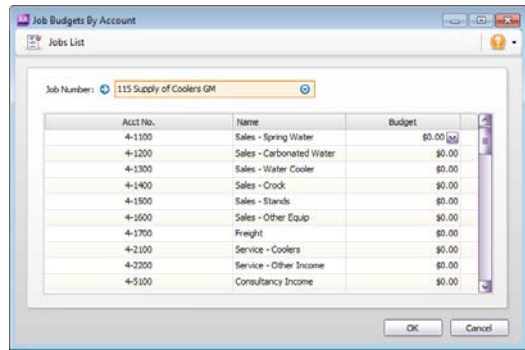 Job Budgets By Account
Jobs List
Job Number: 115 Supply of Coolers GM
Acct No. Name Budget
4-1100 Sales - Spring Water $0.00
4-1200 Sales - Carbonated Water $0.00
4-1300 Sales - Water Cooler $0.00
4-1400 Sales - Crock $0.00
4-1500 Sales - Stands $0.00
4-1600 Sales - Other Equip $0.00
4-1700 Freight $0.00
4-2100 Service - Coolers $0.00
4-2200 Service - Other Income $0.00
4-5100 Consultancy Income $0.00
OK Cancel